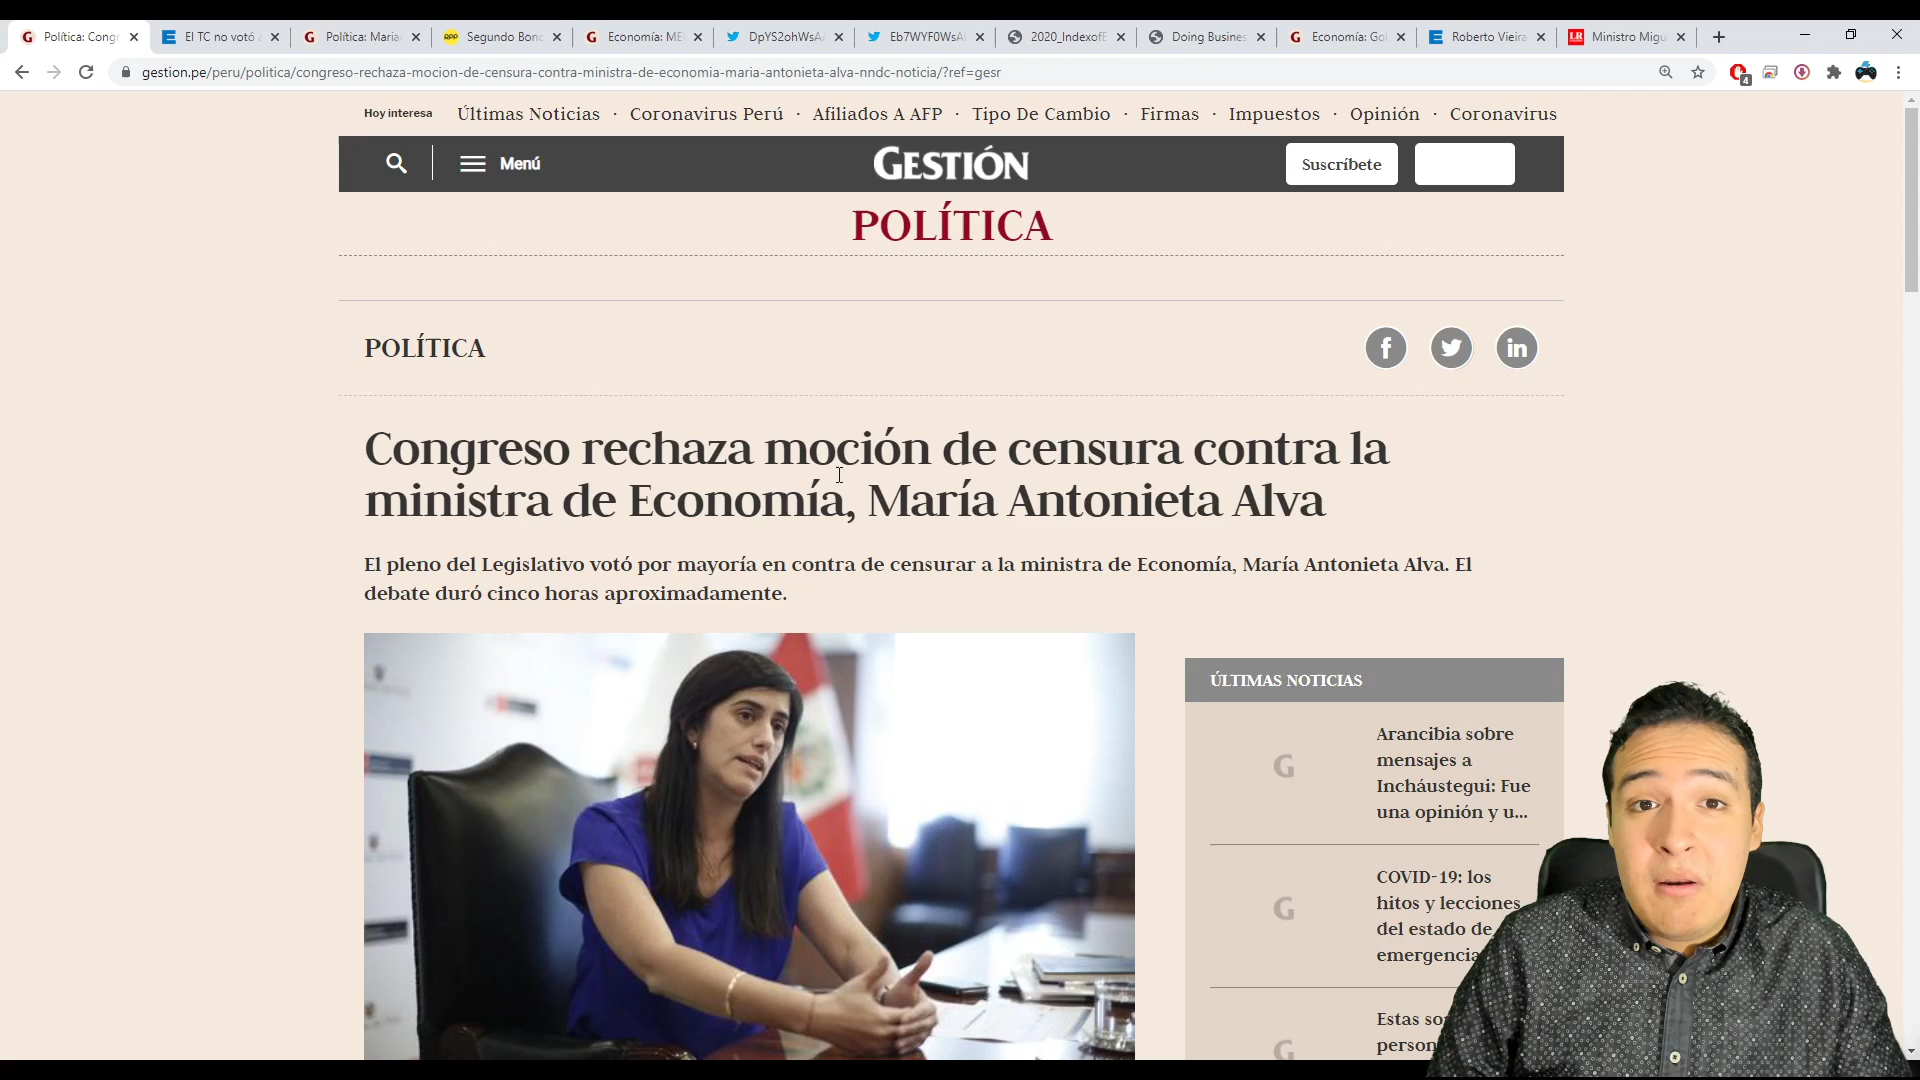 Política: Cong
El TC no votó
Política: Maria
Segundo Bono
Economía: ME
DpYS2ohWsA
Eb7WYF0WsA
2020_IndexofE
Doing Busines
Economía: Gol
Roberto Vieira
Ministro Migu
gestion.pe/peru/politica/congreso-rechaza-mocion-de-censura-contra-ministra-de-economia-maria-antonieta-alva-nndc-noticia/?ref=gesr
4
Hoy interesa Últimas Noticias · Coronavirus Perú · Afiliados A AFP · Tipo De Cambio · Firmas · Impuestos · Opinión · Coronavirus
Menú
GESTIÓN
Suscríbete
POLÍTICA
POLÍTICA
Congreso rechaza moción de censura contra la
ministra de Economía, María Antonieta Alva
El pleno del Legislativo votó por mayoría en contra de censurar a la ministra de Economía, María Antonieta Alva. El
debate duró cinco horas aproximadamente.
ÚLTIMAS NOTICIAS
G
Arancibia sobre
mensajes a
Incháustegui: Fue
una opinión y u...
G
COVID-19: los
hitos y lecciones
del estado de
emergencia
G
Estas so
person